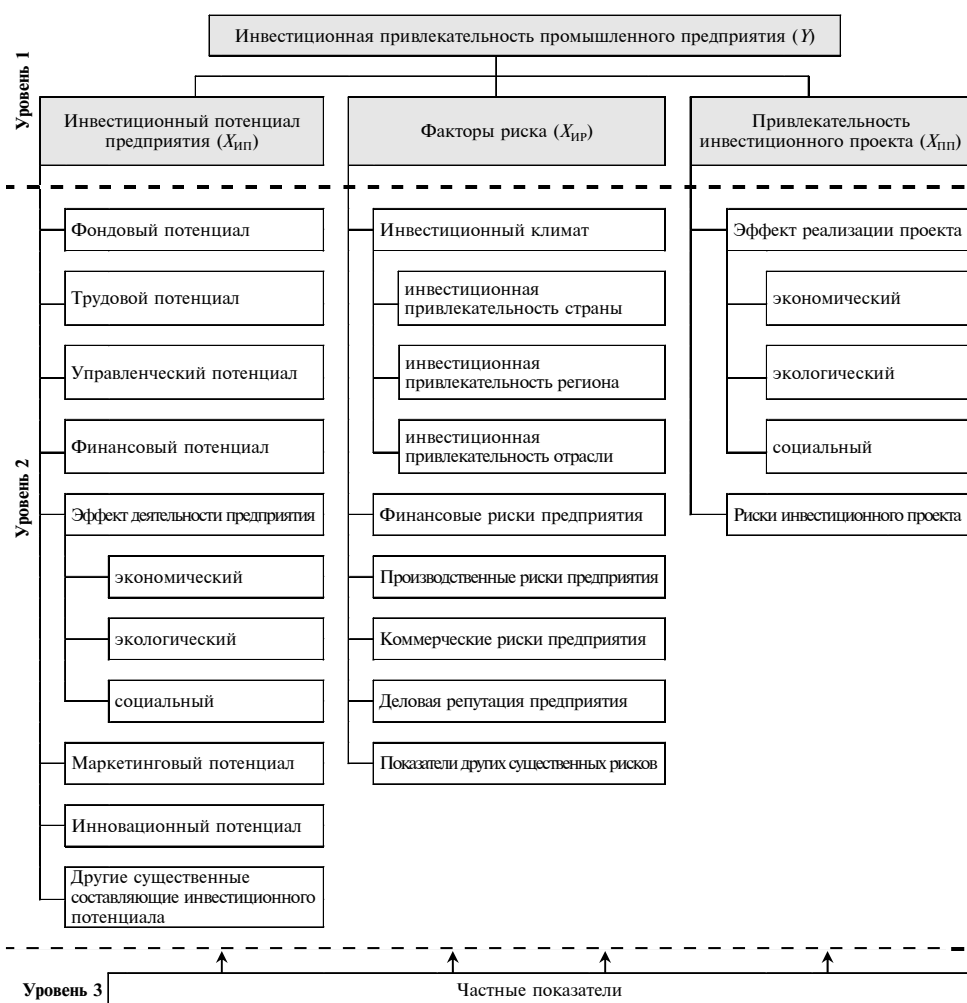 Уровень 1
Инвестиционная привлекательность промышленного предприятия (Y)
Инвестиционный потенциал
предприятия (XИП)
Факторы риска (XИР)
Привлекательность
инвестиционного проекта (XПП)
Уровень 2
Фондовый потенциал
Трудовой потенциал
Управленческий потенциал
Финансовый потенциал
Эффект деятельности предприятия
экономический
экологический
социальный
Маркетинговый потенциал
Инновационный потенциал
Другие существенные
составляющие инвестиционного
потенциала
Инвестиционный климат
инвестиционная
привлекательность страны
инвестиционная
привлекательность региона
инвестиционная
привлекательность отрасли
Финансовые риски предприятия
Производственные риски предприятия
Коммерческие риски предприятия
Деловая репутация предприятия
Показатели других существенных рисков
Эффект реализации проекта
экономический
экологический
социальный
Риски инвестиционного проекта
Уровень 3
Частные показатели